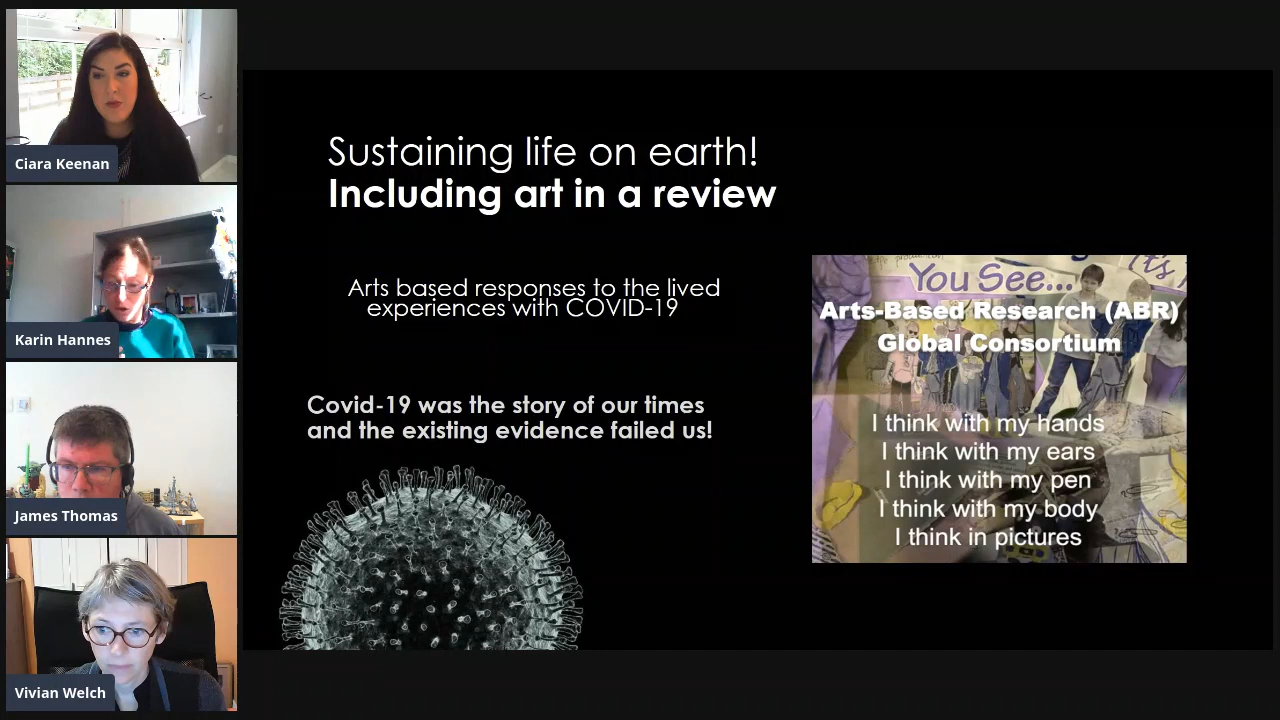 Ciara Keenan
Karin Hannes
James Thomas
Vivian Welch
Sustaining life on earth!
Including art in a review
Arts based responses to the lived
experiences with COVID-19
Covid-19 was the story of our times
and the existing evidence failed us!
It's
You See...
Arts-Based Research (ABR)
Global Consortium
I think with my hands
I think with my ears
I think with my pen
I think with my body
I think in pictures